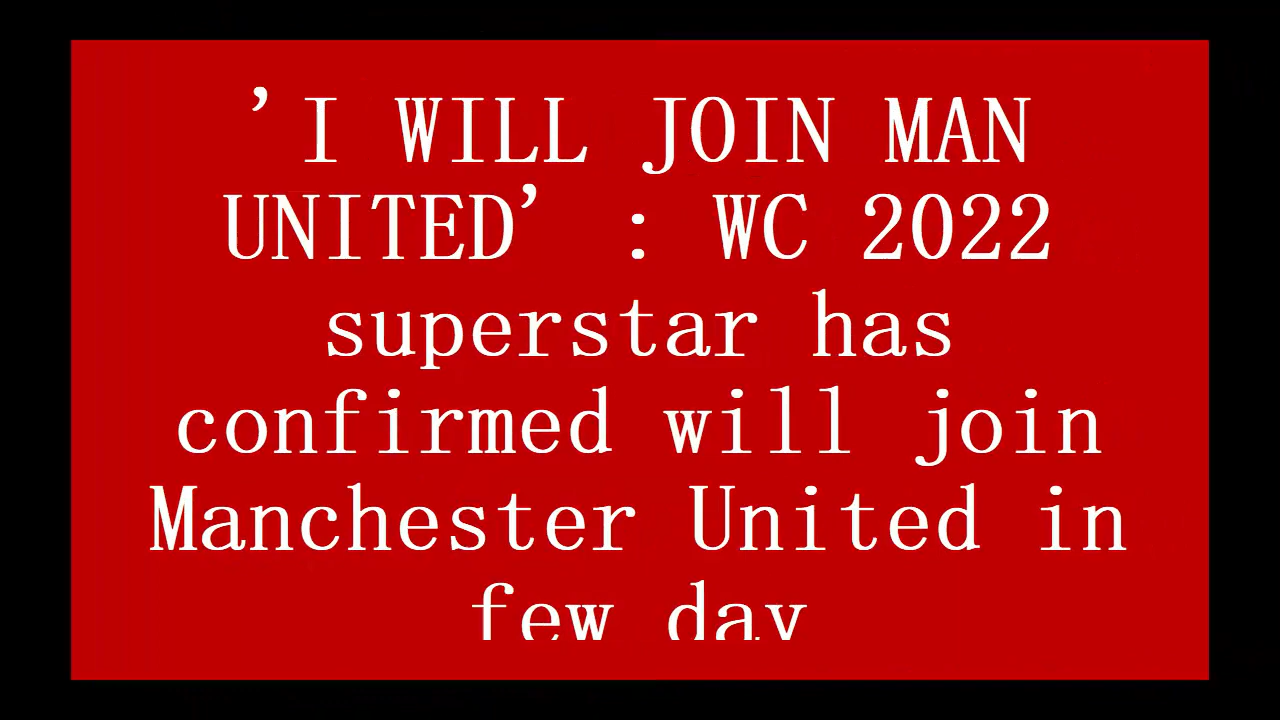 ’I WILL JOIN MAN
UNITED’ : WC 2022
superstar has
confirmed will join
Manchester United in
few day